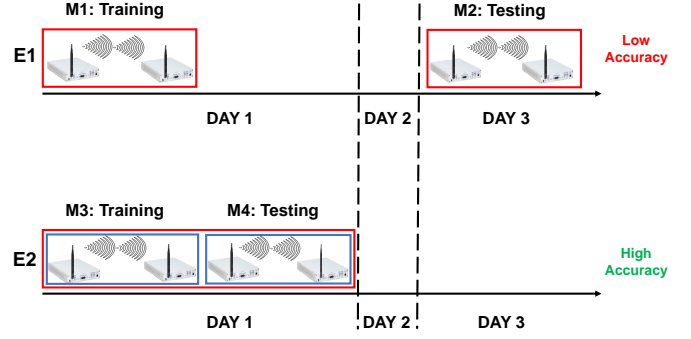 M1: Training
M2: Testing
E1
Low
Accuracy
DAY 1
DAY 2
DAY 3
M3: Training
M4: Testing
E2
High
Accuracy
DAY 1
DAY 2
DAY 3